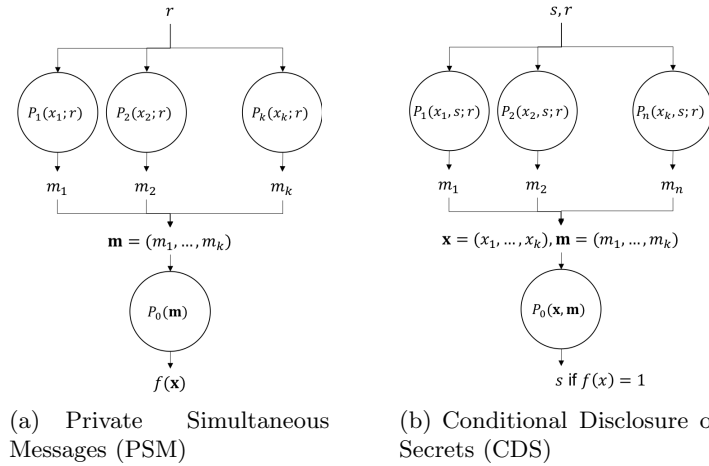 r
P₁(x₁; r) P₂(x₂; r) Pₖ(xₖ; r)
m₁ m₂ mₖ
𝐦 = (m₁, ..., mₖ)
P₀(𝐦)
f(𝐱)
(a) Private Simultaneous
Messages (PSM)
s, r
P₁(x₁, s; r) P₂(x₂, s; r) Pₙ(xₖ, s; r)
m₁ m₂ mₙ
𝐱 = (x₁, ..., xₖ), 𝐦 = (m₁, ..., mₖ)
P₀(𝐱, 𝐦)
s if f(x) = 1
(b) Conditional Disclosure o
Secrets (CDS)